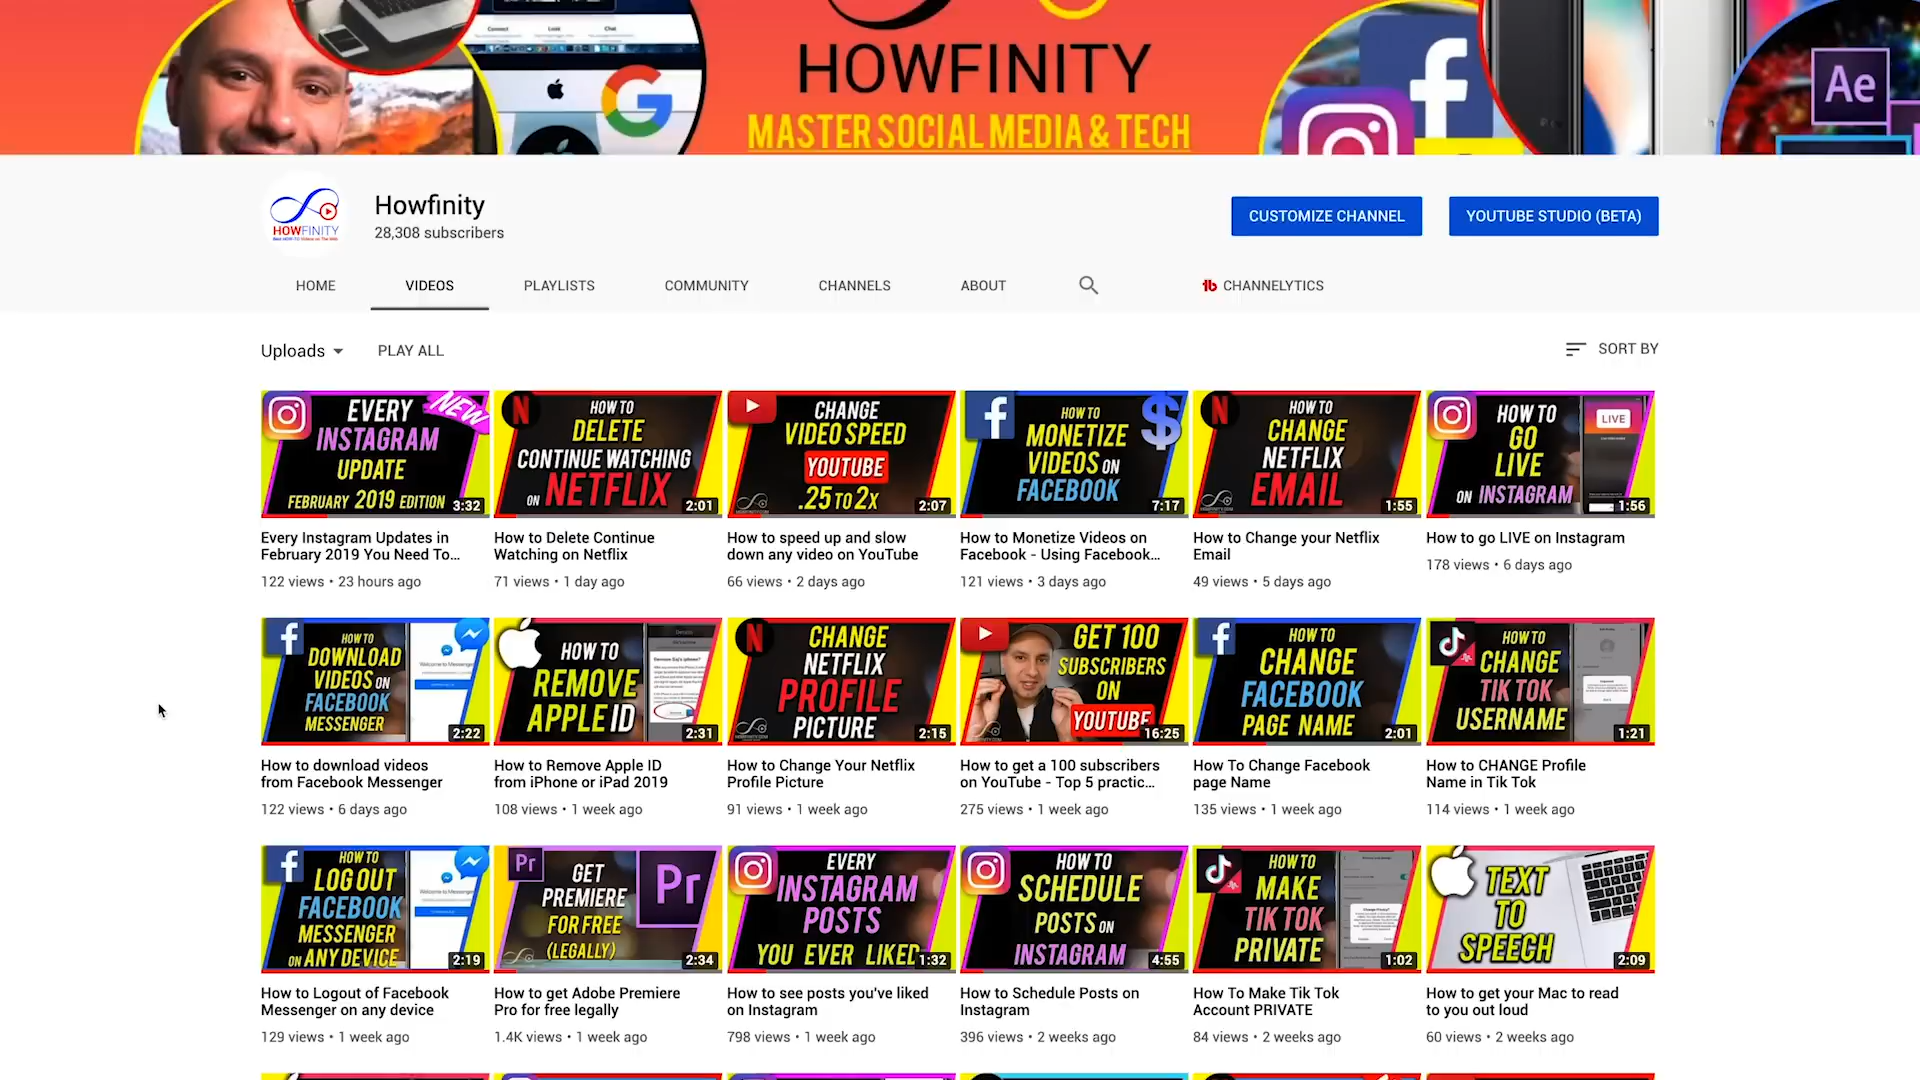 HOWFINITY
MASTER SOCIAL MEDIA & TECH
Ae
HOWFINITY
Howfinity
28,308 subscribers
CUSTOMIZE CHANNEL
YOUTUBE STUDIO (BETA)
HOME
VIDEOS
PLAYLISTS
COMMUNITY
CHANNELS
ABOUT
CHANNELYTICS
Uploads
PLAY ALL
SORT BY
EVERY
INSTAGRAM
UPDATE
FEBRUARY 2019 EDITION
NEW
3:32
HOW TO
DELETE
CONTINUE WATCHING
ON NETFLIX
2:01
CHANGE
VIDEO SPEED
YOUTUBE
.25 TO 2X
2:07
HOW TO
MONETIZE
VIDEOS ON
FACEBOOK
7:17
HOW TO
CHANGE
NETFLIX
EMAIL
1:55
HOW TO
GO
LIVE
ON INSTAGRAM
LIVE
1:56
Every Instagram Updates in
February 2019 You Need To...
122 views • 23 hours ago
How to Delete Continue
Watching on Netflix
71 views • 1 day ago
How to speed up and slow
down any video on YouTube
66 views • 2 days ago
How to Monetize Videos on
Facebook - Using Facebook...
121 views • 3 days ago
How to Change your Netflix
Email
49 views • 5 days ago
How to go LIVE on Instagram
178 views • 6 days ago
HOW TO
DOWNLOAD
VIDEOS ON
FACEBOOK
MESSENGER
2:22
HOW TO
REMOVE
APPLE ID
2:31
CHANGE
NETFLIX
PROFILE
PICTURE
2:15
GET 100
SUBSCRIBERS
ON
YOUTUBE
16:25
HOW TO
CHANGE
FACEBOOK
PAGE NAME
2:01
HOW TO
CHANGE
TIK TOK
USERNAME
1:21
How to download videos
from Facebook Messenger
122 views • 6 days ago
How to Remove Apple ID
from iPhone or iPad 2019
108 views • 1 week ago
How to Change Your Netflix
Profile Picture
91 views • 1 week ago
How to get a 100 subscribers
on YouTube - Top 5 practic...
275 views • 1 week ago
How To Change Facebook
page Name
135 views • 1 week ago
How to CHANGE Profile
Name in Tik Tok
114 views • 1 week ago
HOW TO
LOG OUT
FACEBOOK
MESSENGER
ON ANY DEVICE
2:19
Pr
GET
PREMIERE
FOR FREE
(LEGALLY)
Pr
2:34
EVERY
INSTAGRAM
POSTS
YOU EVER LIKED
1:32
HOW TO
SCHEDULE
POSTS ON
INSTAGRAM
4:55
HOW TO
MAKE
TIK TOK
PRIVATE
1:02
TEXT
TO
SPEECH
2:09
How to Logout of Facebook
Messenger on any device
129 views • 1 week ago
How to get Adobe Premiere
Pro for free legally
1.4K views • 1 week ago
How to see posts you've liked
on Instagram
798 views • 1 week ago
How to Schedule Posts on
Instagram
396 views • 2 weeks ago
How To Make Tik Tok
Account PRIVATE
84 views • 2 weeks ago
How to get your Mac to read
to you out loud
60 views • 2 weeks ago